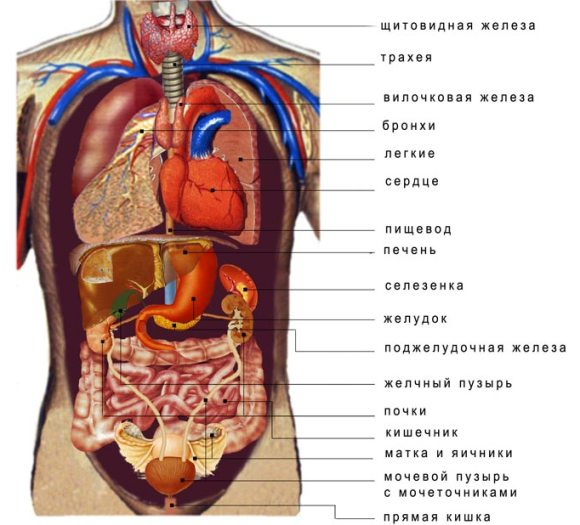 щитовидная железа
трахея
вилочковая железа
бронхи
легкие
сердце
пищевод
печень
селезенка
желудок
поджелудочная железа
желчный пузырь
почки
кишечник
матка и яичники
мочевой пузырь
с мочеточниками
прямая кишка